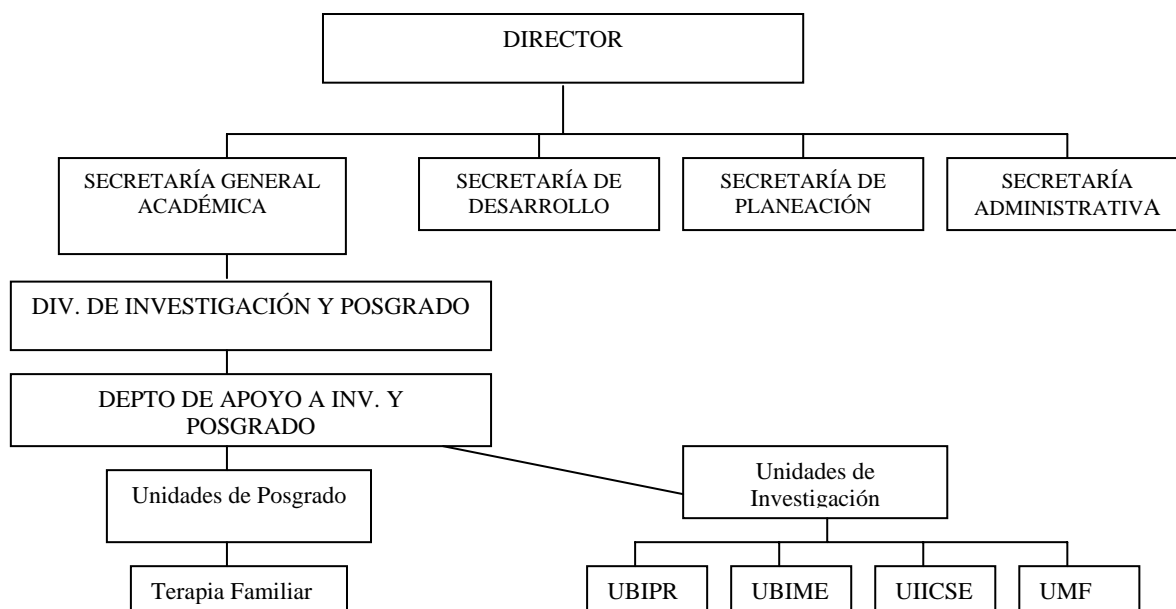 DIRECTOR
SECRETARÍA GENERAL
ACADÉMICA
SECRETARÍA DE
DESARROLLO
SECRETARÍA DE
PLANEACIÓN
SECRETARÍA
ADMINISTRATIVA
DIV. DE INVESTIGACIÓN Y POSGRADO
DEPTO DE APOYO A INV. Y
POSGRADO
Unidades de Posgrado
Unidades de
Investigación
Terapia Familiar
UBIPR
UBIME
UIICSE
UMF